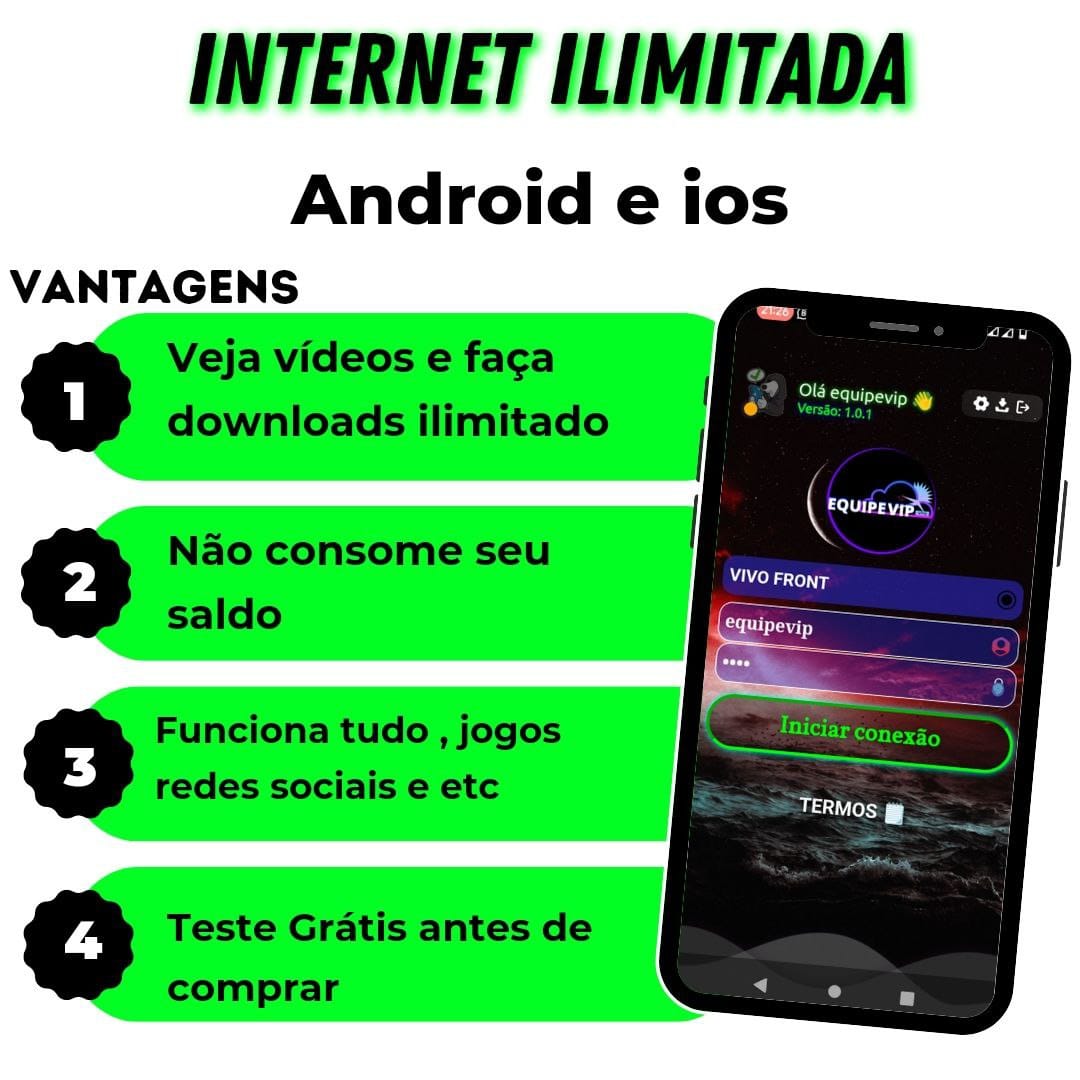 INTERNET ILIMITADA
Android e ios
VANTAGENS
1
Veja vídeos e faça
downloads ilimitado
2
Não consome seu
saldo
3
Funciona tudo , jogos
redes sociais e etc
4
Teste Grátis antes de
comprar
21:26
Olá equipevip 👋
Versão: 1.0.1
EQUIPEVIP
VIVO FRONT
equipevip
••••
Iniciar conexão
TERMOS